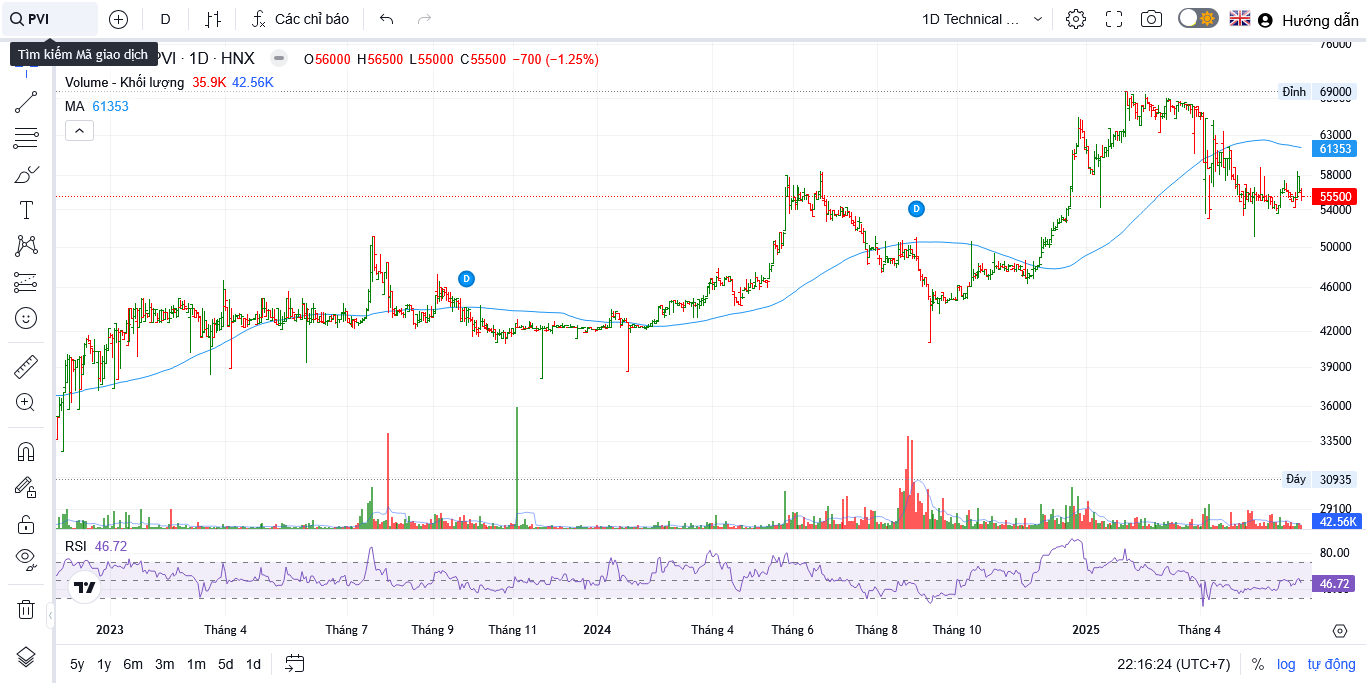 PVI
D
Các chỉ báo
1D Technical ...
Hướng dẫn
Tìm kiếm Mã giao dịch
PVI · 1D · HNX
O56000 H56500 L55000 C55500 −700 (−1.25%)
Volume - Khối lượng 35.9K 42.56K
MA 61353
76000
Đỉnh 69000
63000
61353
58000
55500
54000
50000
46000
42000
39000
36000
33500
Đáy 30935
29100
42.56K
D
D
RSI 46.72
80.00
46.72
2023
Tháng 4
Tháng 7
Tháng 9
Tháng 11
2024
Tháng 4
Tháng 6
Tháng 8
Tháng 10
2025
Tháng 4
5y 1y 6m 3m 1m 5d 1d
22:16:24 (UTC+7)
% log tự động